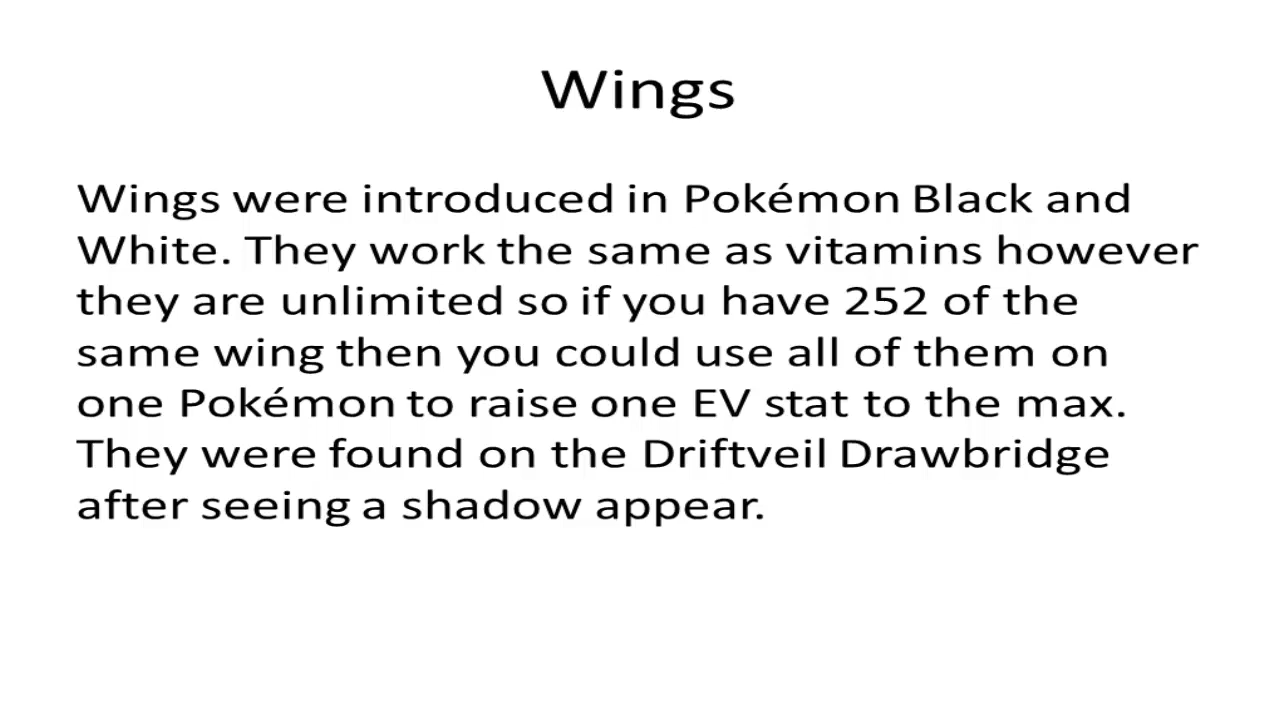 Wings
Wings were introduced in Pokémon Black and
White. They work the same as vitamins however
they are unlimited so if you have 252 of the
same wing then you could use all of them on
one Pokémon to raise one EV stat to the max.
They were found on the Driftveil Drawbridge
after seeing a shadow appear.